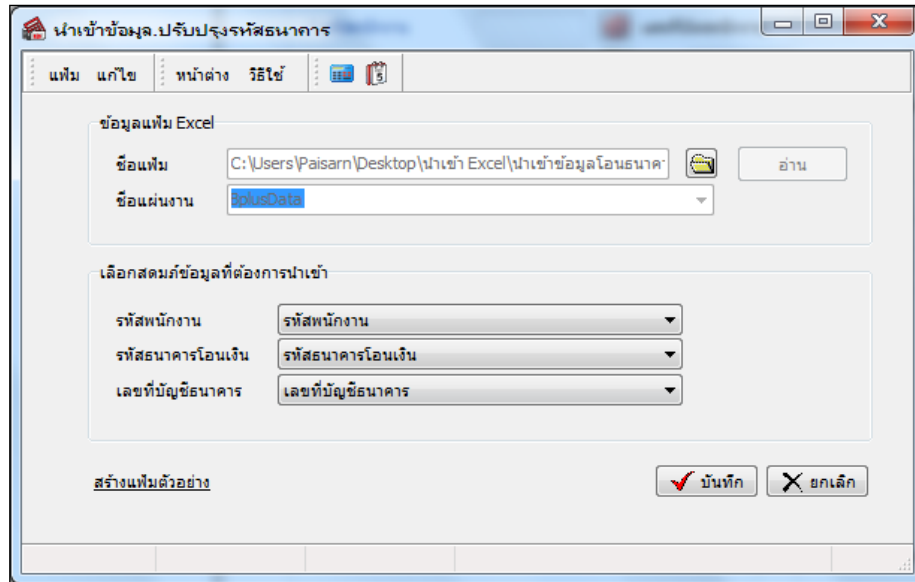 นำเข้าข้อมูล.ปรับปรุงรหัสธนาคาร
แฟ้ม แก้ไข หน้าต่าง วิธีใช้ 5
ข้อมูลแฟ้ม Excel
ชื่อแฟ้ม C:\Users\Paisarn\Desktop\นำเข้า Excel\นำเข้าข้อมูลโอนธนาคา อ่าน
ชื่อแผ่นงาน BplusData
เลือกสดมภ์ข้อมูลที่ต้องการนำเข้า
รหัสพนักงาน รหัสพนักงาน
รหัสธนาคารโอนเงิน รหัสธนาคารโอนเงิน
เลขที่บัญชีธนาคาร เลขที่บัญชีธนาคาร
สร้างแฟ้มตัวอย่าง บันทึก ยกเลิก